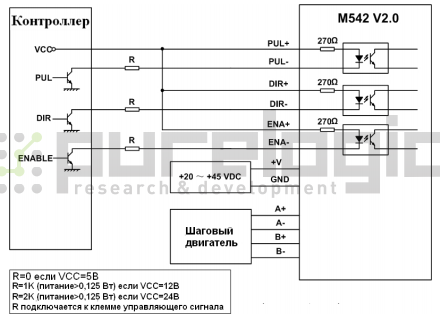 Контроллер
M542 V2.0
VCC
PUL+
270Ω
R
PUL-
PUL
DIR+
270Ω
R
DIR-
DIR
ENA+
270Ω
R
ENA-
ENABLE
purelogic
research & development
+20 ~ +45 VDC
+V
GND
Шаговый
двигатель
A+
A-
B+
B-
R=0 если VCC=5В
R=1K (питание>0,125 Вт) если VCC=12В
R=2K (питание>0,125 Вт) если VCC=24В
R подключается к клемме управляющего сигнала